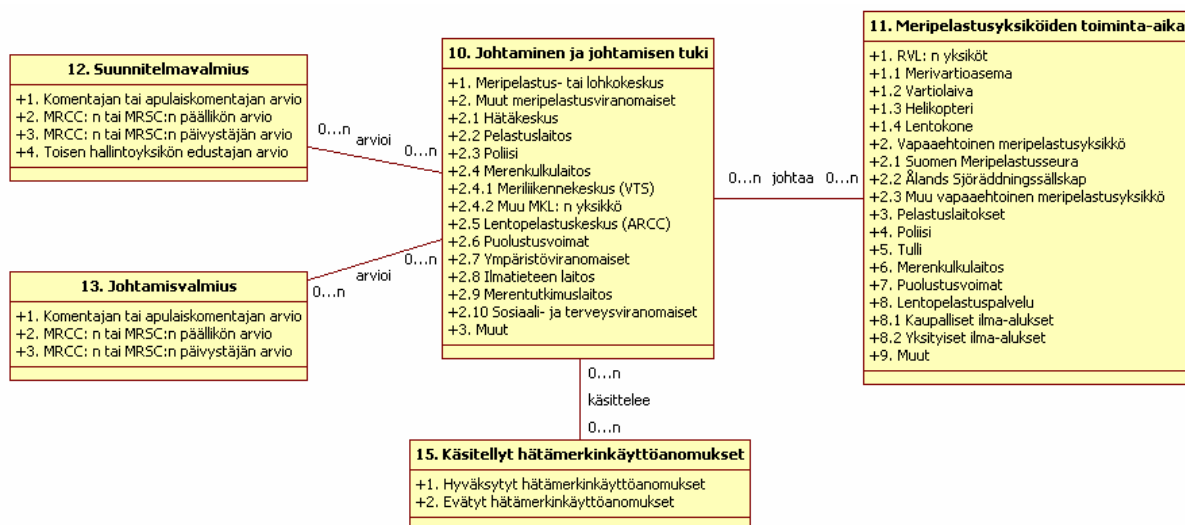 12. Suunnitelmavalmius
+1. Komentajan tai apulaiskomentajan arvio
+2. MRCC: n tai MRSC:n päällikön arvio
+3. MRCC: n tai MRSC:n päivystäjän arvio
+4. Toisen hallintoyksikön edustajan arvio
0...n
arvioi
0...n
13. Johtamisvalmius
+1. Komentajan tai apulaiskomentajan arvio
+2. MRCC: n tai MRSC:n päällikön arvio
+3. MRCC: n tai MRSC:n päivystäjän arvio
0...n
arvioi
0...n
10. Johtaminen ja johtamisen tuki
+1. Meripelastus- tai lohkokeskus
+2. Muut meripelastusviranomaiset
+2.1 Hätäkeskus
+2.2 Pelastuslaitos
+2.3 Poliisi
+2.4 Merenkulkulaitos
+2.4.1 Meriliikennekeskus (VTS)
+2.4.2 Muu MKL: n yksikkö
+2.5 Lentopelastuskeskus (ARCC)
+2.6 Puolustusvoimat
+2.7 Ympäristöviranomaiset
+2.8 Ilmatieteen laitos
+2.9 Merentutkimuslaitos
+2.10 Sosiaali- ja terveysviranomaiset
+3. Muut
0...n johtaa 0...n
11. Meripelastusyksiköiden toiminta-aika
+1. RVL: n yksiköt
+1.1 Merivartioasema
+1.2 Vartiolaiva
+1.3 Helikopteri
+1.4 Lentokone
+2. Vapaaehtoinen meripelastusyksikkö
+2.1 Suomen Meripelastusseura
+2.2 Ålands Sjöräddningssällskap
+2.3 Muu vapaaehtoinen meripelastusyksikkö
+3. Pelastuslaitokset
+4. Poliisi
+5. Tulli
+6. Merenkulkulaitos
+7. Puolustusvoimat
+8. Lentopelastuspalvelu
+8.1 Kaupalliset ilma-alukset
+8.2 Yksityiset ilma-alukset
+9. Muut
0...n
käsittelee
0...n
15. Käsitellyt hätämerkinkäyttöanomukset
+1. Hyväksytyt hätämerkinkäyttöanomukset
+2. Evätyt hätämerkinkäyttöanomukset